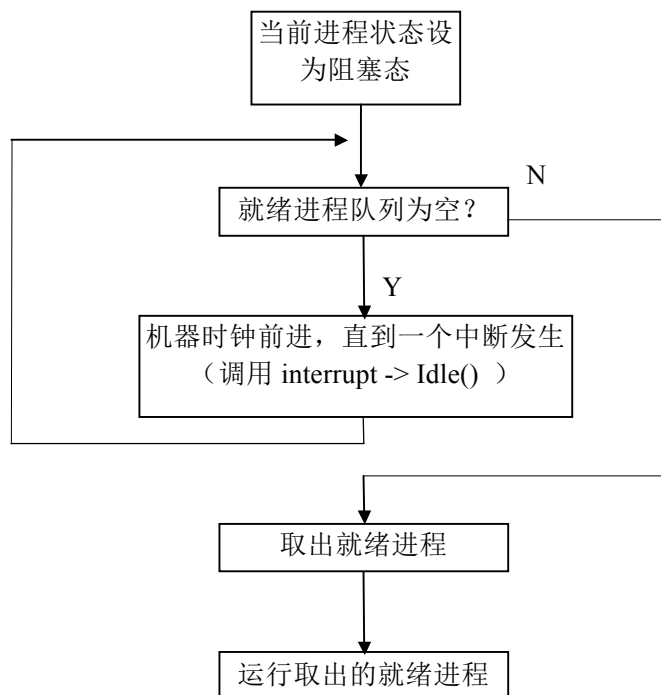 当前进程状态设
为阻塞态
N
就绪进程队列为空？
Y
机器时钟前进，直到一个中断发生
（调用 interrupt -> Idle() ）
取出就绪进程
运行取出的就绪进程